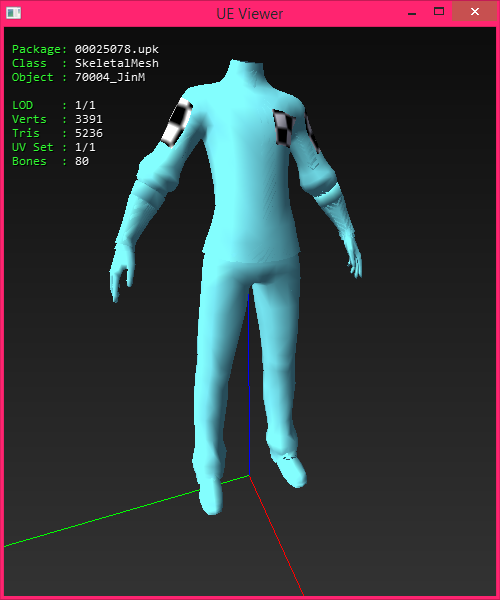 UE Viewer
Package: 00025078.upk
Class  : SkeletalMesh
Object : 70004_JinM
LOD    : 1/1
Verts  : 3391
Tris   : 5236
UV Set : 1/1
Bones  : 80